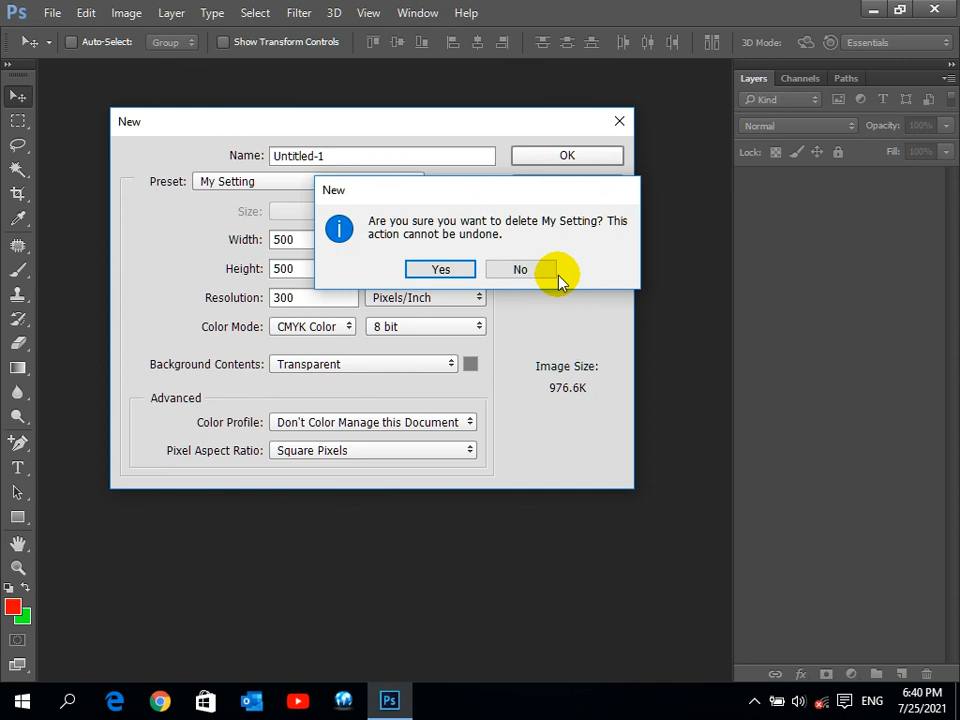 Ps File Edit Image Layer Type Select Filter 3D View Window Help
Auto-Select: Group Show Transform Controls 3D Mode: Essentials
Layers Channels Paths
Kind
Normal Opacity: 100%
Lock: Fill: 100%
New
Name: Untitled-1 OK
Preset: My Setting
Size:
Width: 500
Height: 500
Resolution: 300 Pixels/Inch
Color Mode: CMYK Color 8 bit
Background Contents: Transparent
Advanced
Color Profile: Don't Color Manage this Document
Pixel Aspect Ratio: Square Pixels
Image Size:
976.6K
New
Are you sure you want to delete My Setting? This
action cannot be undone.
Yes No
Ps
ENG
6:40 PM
7/25/2021